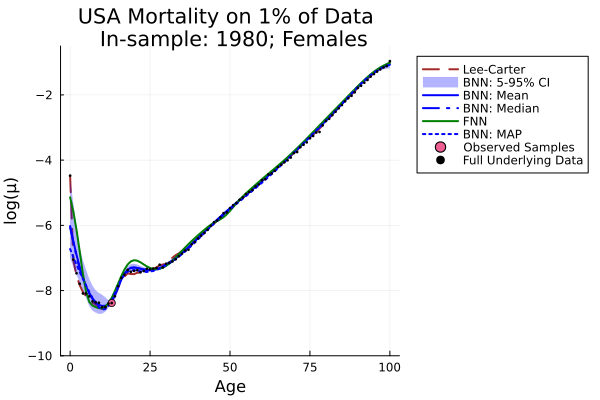 USA Mortality on 1% of Data
In-sample: 1980; Females
Lee-Carter
BNN: 5-95% CI
BNN: Mean
BNN: Median
FNN
BNN: MAP
Observed Samples
Full Underlying Data
log(μ)
−2
−4
−6
−8
−10
0
25
50
75
100
Age